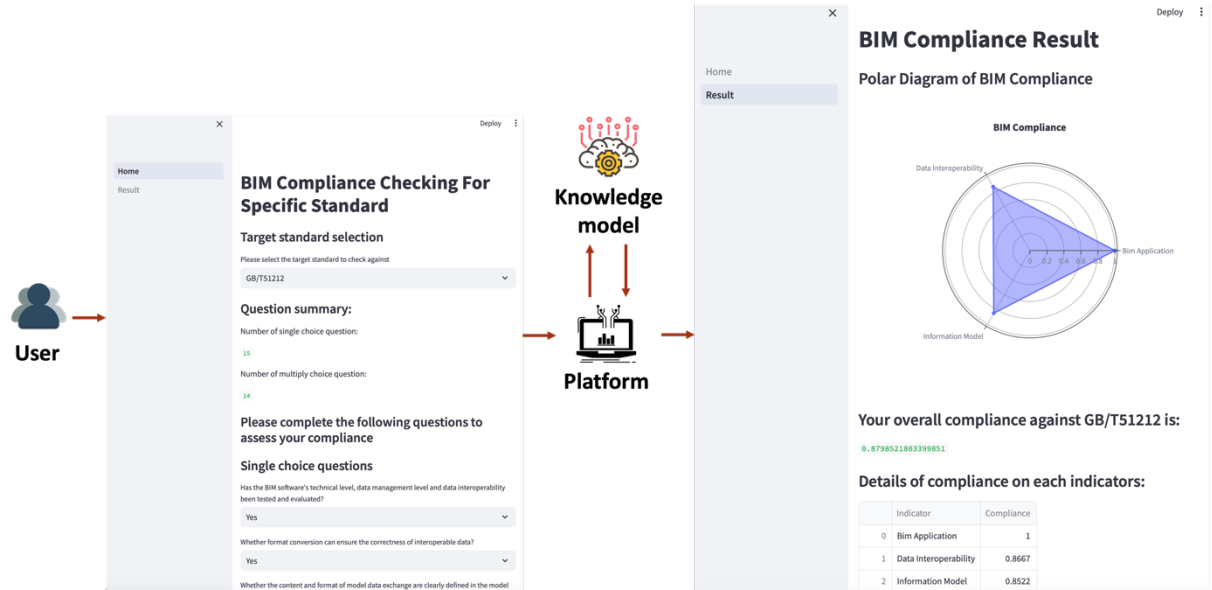 User
Deploy
Home
Result
BIM Compliance Checking For
Specific Standard
Target standard selection
Please select the target standard to check against
GB/T51212
Question summary:
Number of single choice question:
15
Number of multiply choice question:
14
Please complete the following questions to
assess your compliance
Single choice questions
Has the BIM software's technical level, data management level and data interoperability
been tested and evaluated?
Yes
Whether format conversion can ensure the correctness of interoperable data?
Yes
Whether the content and format of model data exchange are clearly defined in the model
Knowledge
model
Platform
Deploy
Home
Result
BIM Compliance Result
Polar Diagram of BIM Compliance
BIM Compliance
Data Interoperability
0 0.2 0.4 0.6 0.8 1
Bim Application
Information Model
Your overall compliance against GB/T51212 is:
0.8798521803399851
Details of compliance on each indicators:
Indicator Compliance
0 Bim Application 1
1 Data Interoperability 0.8667
2 Information Model 0.8522